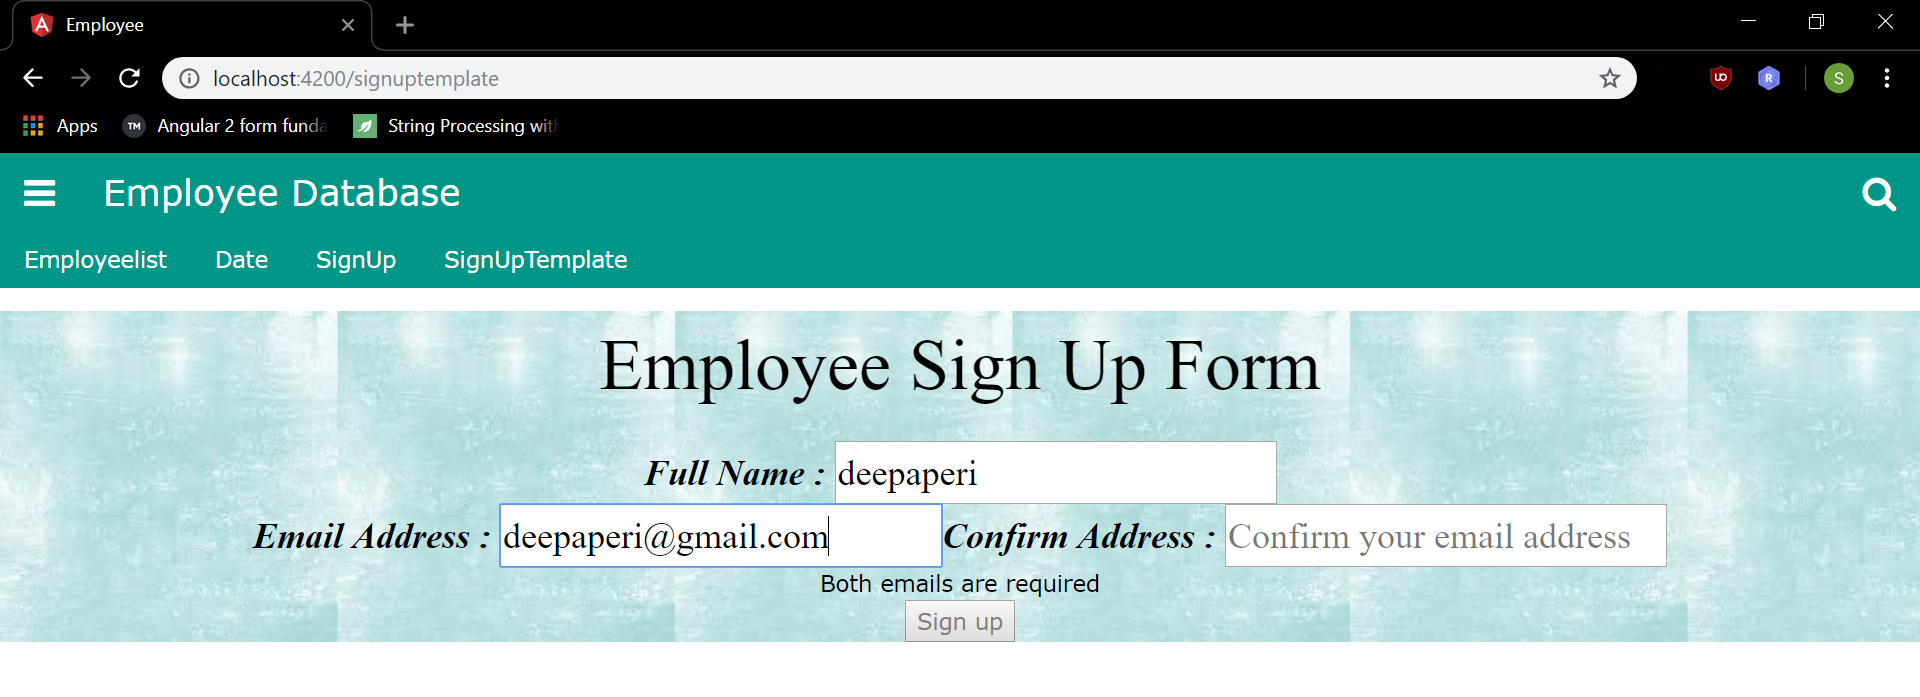 Employee
localhost:4200/signuptemplate
S
Apps TM Angular 2 form funda String Processing with
Employee Database
Employeelist Date SignUp SignUpTemplate
Employee Sign Up Form
Full Name : deepaperi
Email Address : deepaperi@gmail.com Confirm Address : Confirm your email address
Both emails are required
Sign up